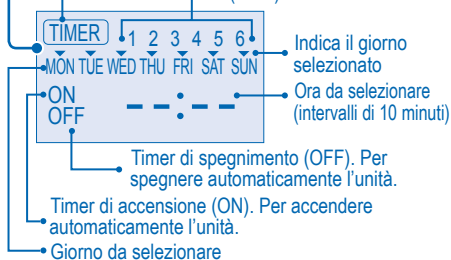 TIMER 1 2 3 4 5 6
MON TUE WED THU FRI SAT SUN
ON
OFF
--:--
Indica il giorno
selezionato
Ora da selezionare
(intervalli di 10 minuti)
Timer di spegnimento (OFF). Per
spegnere automaticamente l'unità.
Timer di accensione (ON). Per accendere
automaticamente l'unità.
Giorno da selezionare